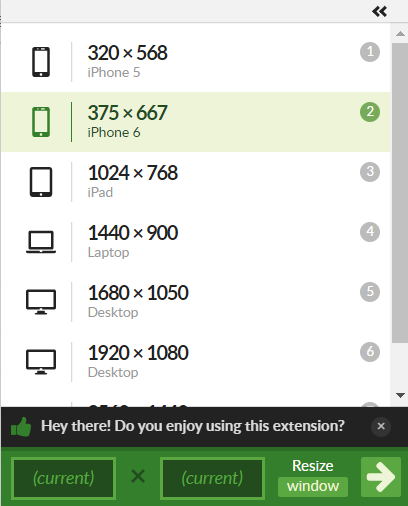 320 × 568
iPhone 5
1
375 × 667
iPhone 6
2
1024 × 768
iPad
3
1440 × 900
Laptop
4
1680 × 1050
Desktop
5
1920 × 1080
Desktop
6
Hey there! Do you enjoy using this extension?
(current)
(current)
Resize
window